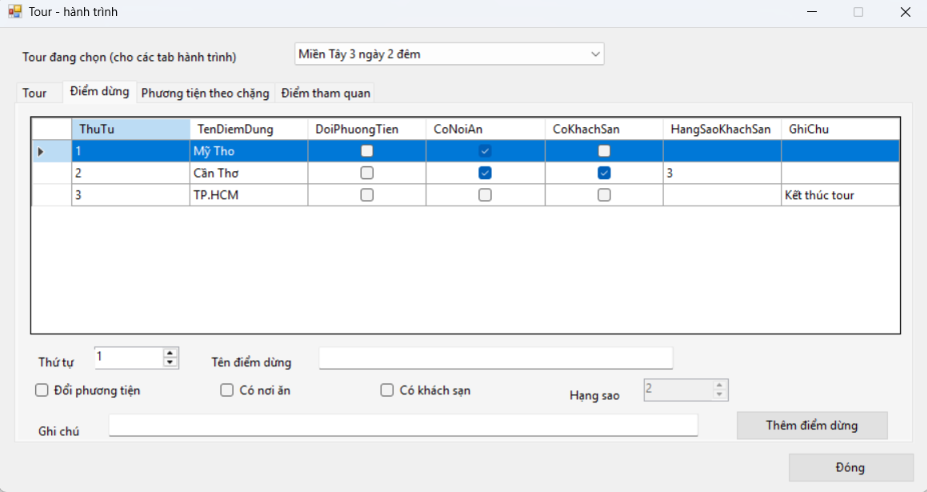 Tour - hành trình
Tour đang chọn (cho các tab hành trình) Miền Tây 3 ngày 2 đêm
Tour Điểm dừng Phương tiện theo chặng Điểm tham quan
ThuTu TenDiemDung DoiPhuongTien CoNoiAn CoKhachSan HangSaoKhachSan GhiChu
1 Mỹ Tho
2 Cần Thơ 3
3 TP.HCM Kết thúc tour
Thứ tự 1 Tên điểm dừng
Đổi phương tiện Có nơi ăn Có khách sạn Hạng sao 2
Ghi chú Thêm điểm dừng
Đóng